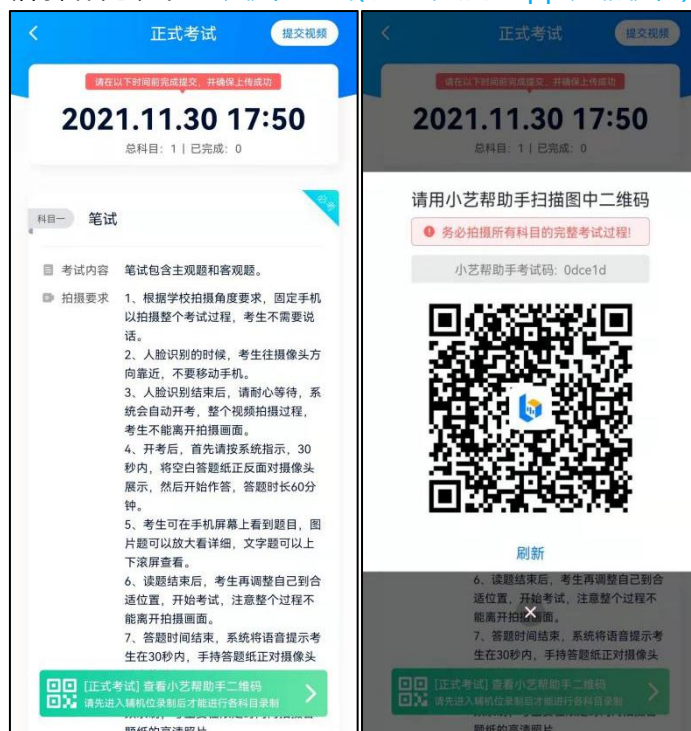 正式考试
提交视频
请在以下时间前完成提交，并确保上传成功
2021.11.30 17:50
总科目：1 | 已完成：0
必考
科目一
笔试
考试内容
笔试包含主观题和客观题。
拍摄要求
1、根据学校拍摄角度要求，固定手机
以拍摄整个考试过程，考生不需要说
话。
2、人脸识别的时候，考生往摄像头方
向靠近，不要移动手机。
3、人脸识别结束后，请耐心等待，系
统会自动开考，整个视频拍摄过程，
考生不能离开拍摄画面。
4、开考后，首先请按系统指示，30
秒内，将空白答题纸正反面对摄像头
展示，然后开始作答，答题时长60分
钟。
5、考生可在手机屏幕上看到题目，图
片题可以放大看详细，文字题可以上
下滚屏查看。
6、读题结束后，考生再调整自己到合
适位置，开始考试，注意整个过程不
能离开拍摄画面。
7、答题时间结束，系统将语音提示考
生在30秒内，手持答题纸正对摄像头
[正式考试] 查看小艺帮助手二维码
请先进入辅机位录制后才能进行各科目录制
正式考试
提交视频
请在以下时间前完成提交，并确保上传成功
2021.11.30 17:50
总科目：1 | 已完成：0
请用小艺帮助手扫描图中二维码
务必拍摄所有科目的完整考试过程!
小艺帮助手考试码：0dce1d
刷新
6、读题结束后，考生再调整自己到合
适位置，开始考试，注意整个过程不
能离开拍摄画面。
7、答题时间结束，系统将语音提示考
生在30秒内，手持答题纸正对摄像头
[正式考试] 查看小艺帮助手二维码
请先进入辅机位录制后才能进行各科目录制